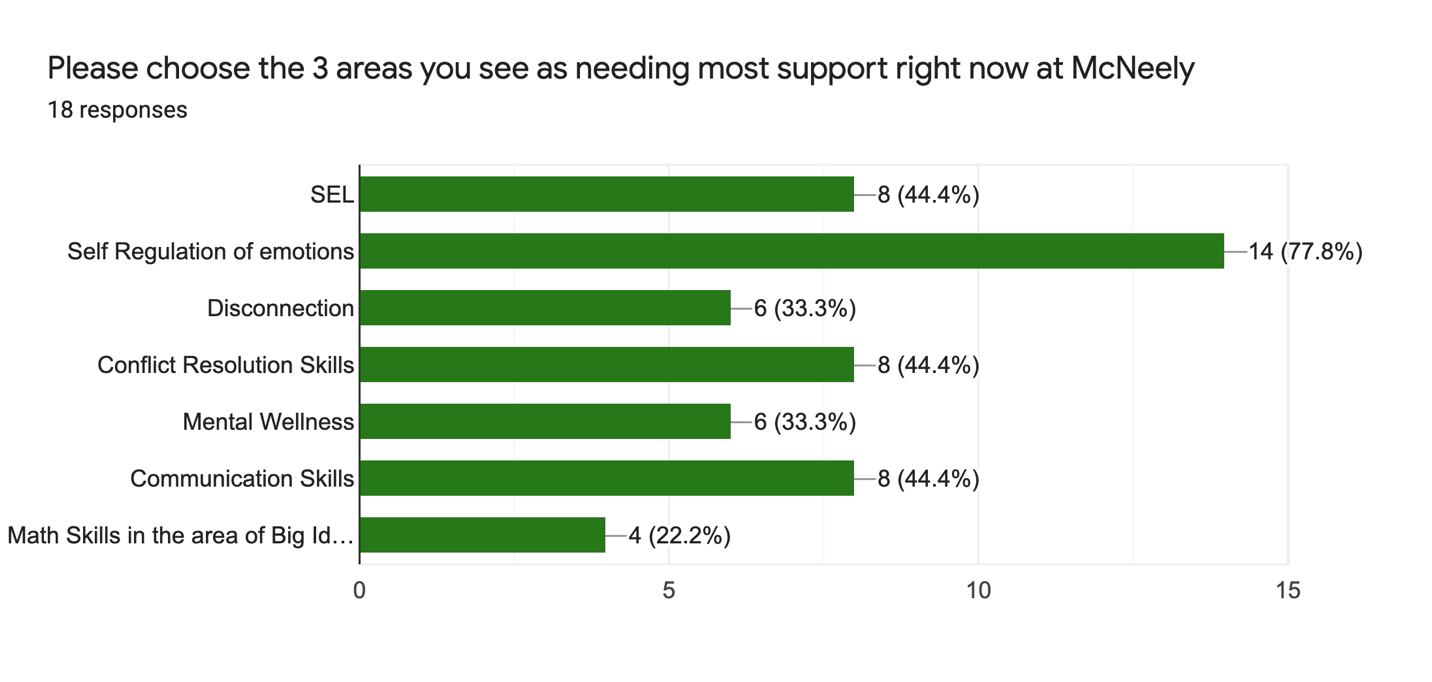 Please choose the 3 areas you see as needing most support right now at McNeely
18 responses
SEL 8 (44.4%)
Self Regulation of emotions 14 (77.8%)
Disconnection 6 (33.3%)
Conflict Resolution Skills 8 (44.4%)
Mental Wellness 6 (33.3%)
Communication Skills 8 (44.4%)
Math Skills in the area of Big Id... 4 (22.2%)
0 5 10 15